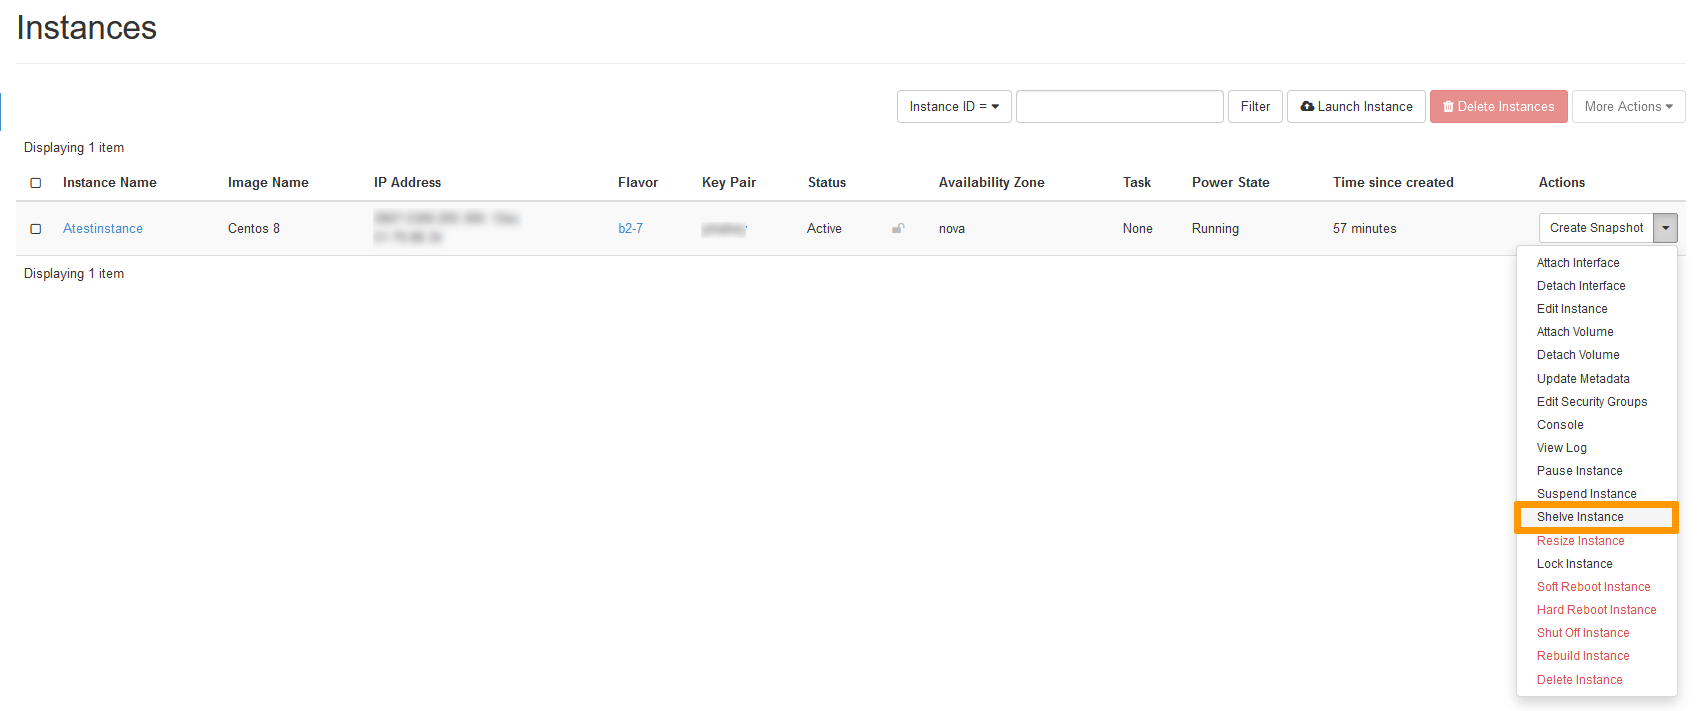 Instances
Instance ID = Filter Launch Instance Delete Instances More Actions
Displaying 1 item
Instance Name Image Name IP Address Flavor Key Pair Status Availability Zone Task Power State Time since created Actions
Atestinstance Centos 8 b2-7 Active nova None Running 57 minutes Create Snapshot
Displaying 1 item
Attach Interface
Detach Interface
Edit Instance
Attach Volume
Detach Volume
Update Metadata
Edit Security Groups
Console
View Log
Pause Instance
Suspend Instance
Shelve Instance
Resize Instance
Lock Instance
Soft Reboot Instance
Hard Reboot Instance
Shut Off Instance
Rebuild Instance
Delete Instance